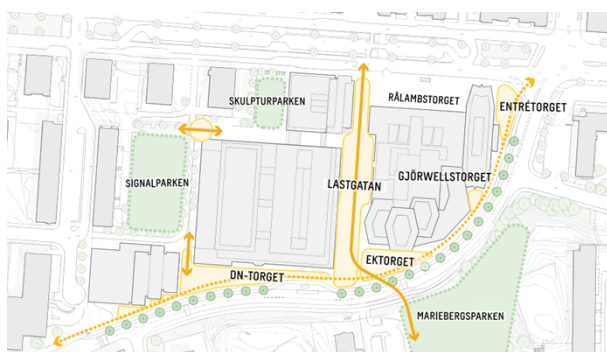 SKULPTURPARKEN
RÅLAMBSTORGET
ENTRÉTORGET
SIGNALPARKEN
LASTGATAN
GJÖRWELLSTORGET
EKTORGET
DN-TORGET
MARIEBERGSPARKEN